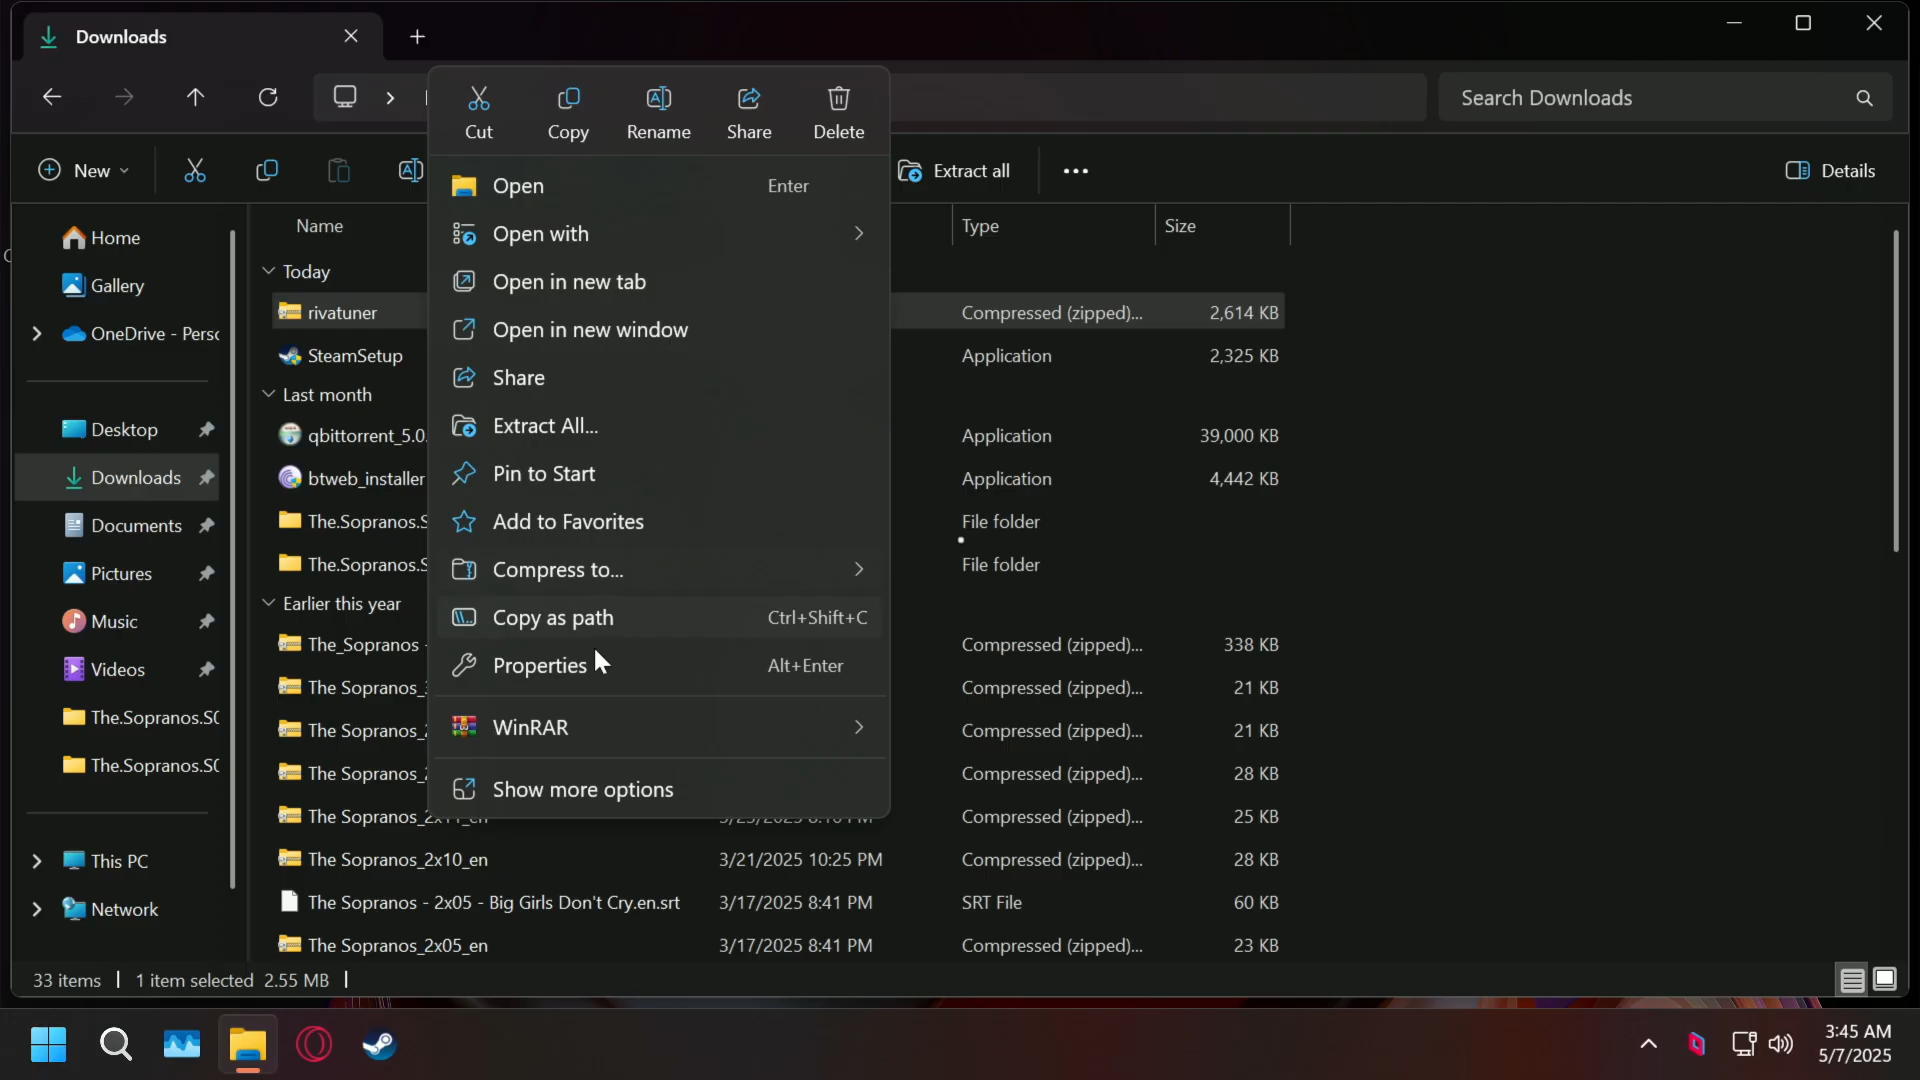 Downloads
Search Downloads
New
Extract all
Details
Cut
Copy
Rename
Share
Delete
Open Enter
Open with
Open in new tab
Open in new window
Share
Extract All...
Pin to Start
Add to Favorites
Compress to...
Copy as path Ctrl+Shift+C
Properties Alt+Enter
WinRAR
Show more options
Home
Gallery
OneDrive - Persc
Desktop
Downloads
Documents
Pictures
Music
Videos
The.Sopranos.S0
The.Sopranos.S0
This PC
Network
Name Type Size
Today
rivatuner Compressed (zipped)... 2,614 KB
SteamSetup Application 2,325 KB
Last month
qbittorrent_5.0. Application 39,000 KB
btweb_installer Application 4,442 KB
The.Sopranos.S File folder
The.Sopranos.S File folder
Earlier this year
The_Sopranos Compressed (zipped)... 338 KB
The Sopranos_ Compressed (zipped)... 21 KB
The Sopranos_ Compressed (zipped)... 21 KB
The Sopranos_ Compressed (zipped)... 28 KB
The Sopranos_ Compressed (zipped)... 25 KB
The Sopranos_2x10_en 3/21/2025 10:25 PM Compressed (zipped)... 28 KB
The Sopranos - 2x05 - Big Girls Don't Cry.en.srt 3/17/2025 8:41 PM SRT File 60 KB
The Sopranos_2x05_en 3/17/2025 8:41 PM Compressed (zipped)... 23 KB
33 items 1 item selected 2.55 MB
3:45 AM
5/7/2025